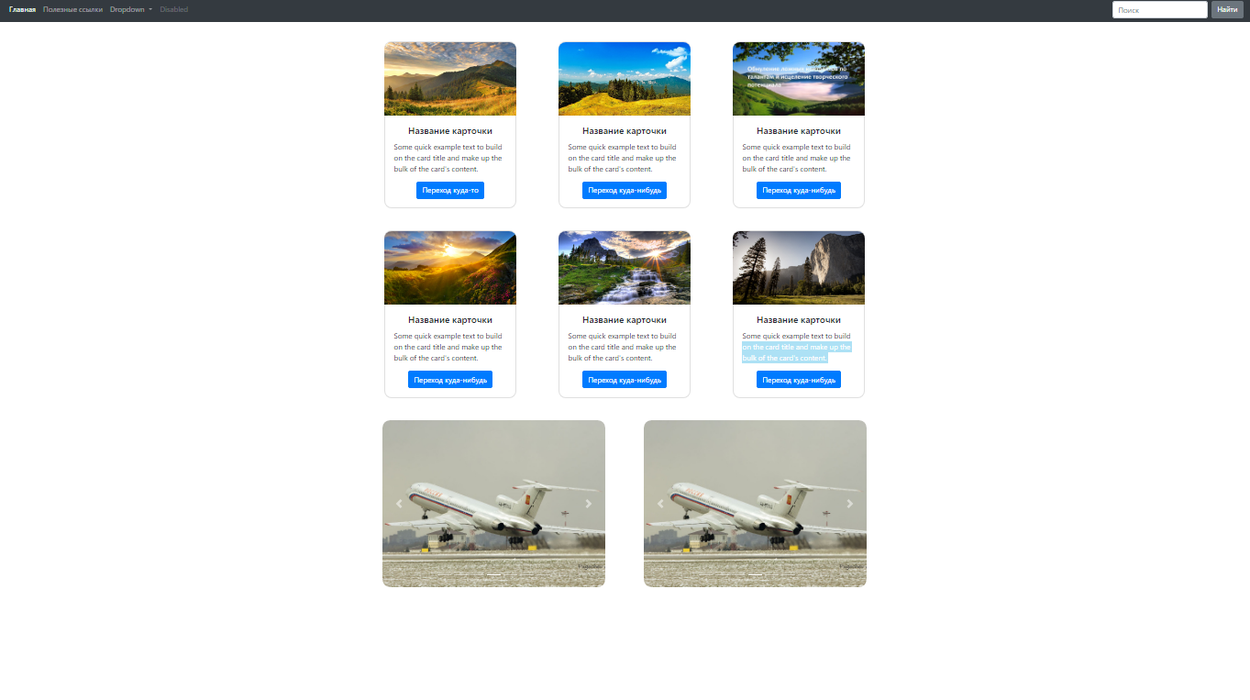 Главная Полезные ссылки Dropdown Disabled Поиск Найти
талантам и исцеление творческого
потенциала
Название карточки
Some quick example text to build
on the card title and make up the
bulk of the card's content.
Переход куда-то
Название карточки
Some quick example text to build
on the card title and make up the
bulk of the card's content.
Переход куда-нибудь
Название карточки
Some quick example text to build
on the card title and make up the
bulk of the card's content.
Переход куда-нибудь
Название карточки
Some quick example text to build
on the card title and make up the
bulk of the card's content.
Переход куда-нибудь
Название карточки
Some quick example text to build
on the card title and make up the
bulk of the card's content.
Переход куда-нибудь
Название карточки
Some quick example text to build
on the card title and make up the
bulk of the card's content.
Переход куда-нибудь